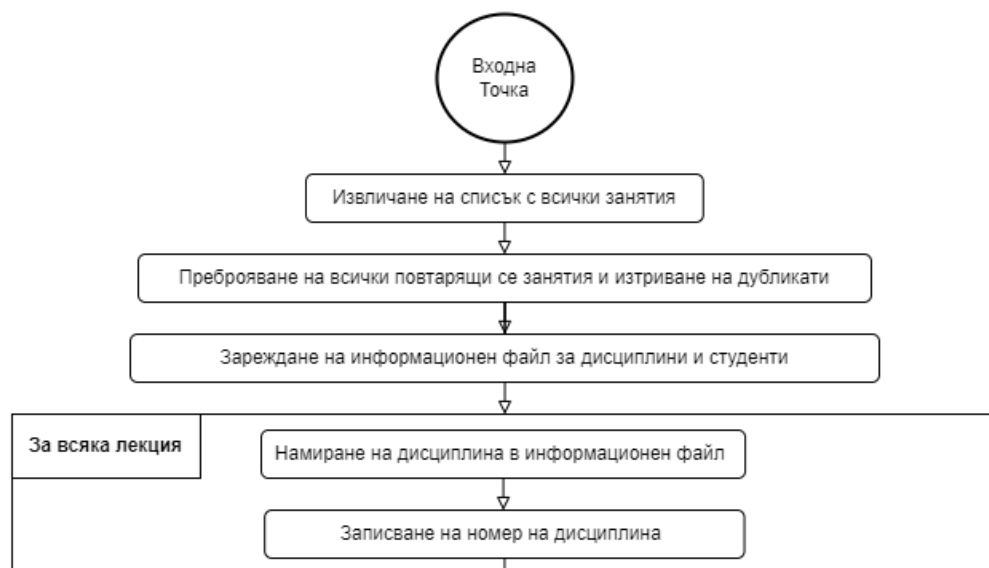 Входна
Точка
Извличане на списък с всички занятия
Преброяване на всички повтарящи се занятия и изтриване на дубликати
Зареждане на информационен файл за дисциплини и студенти
За всяка лекция
Намиране на дисциплина в информационен файл
Записване на номер на дисциплина